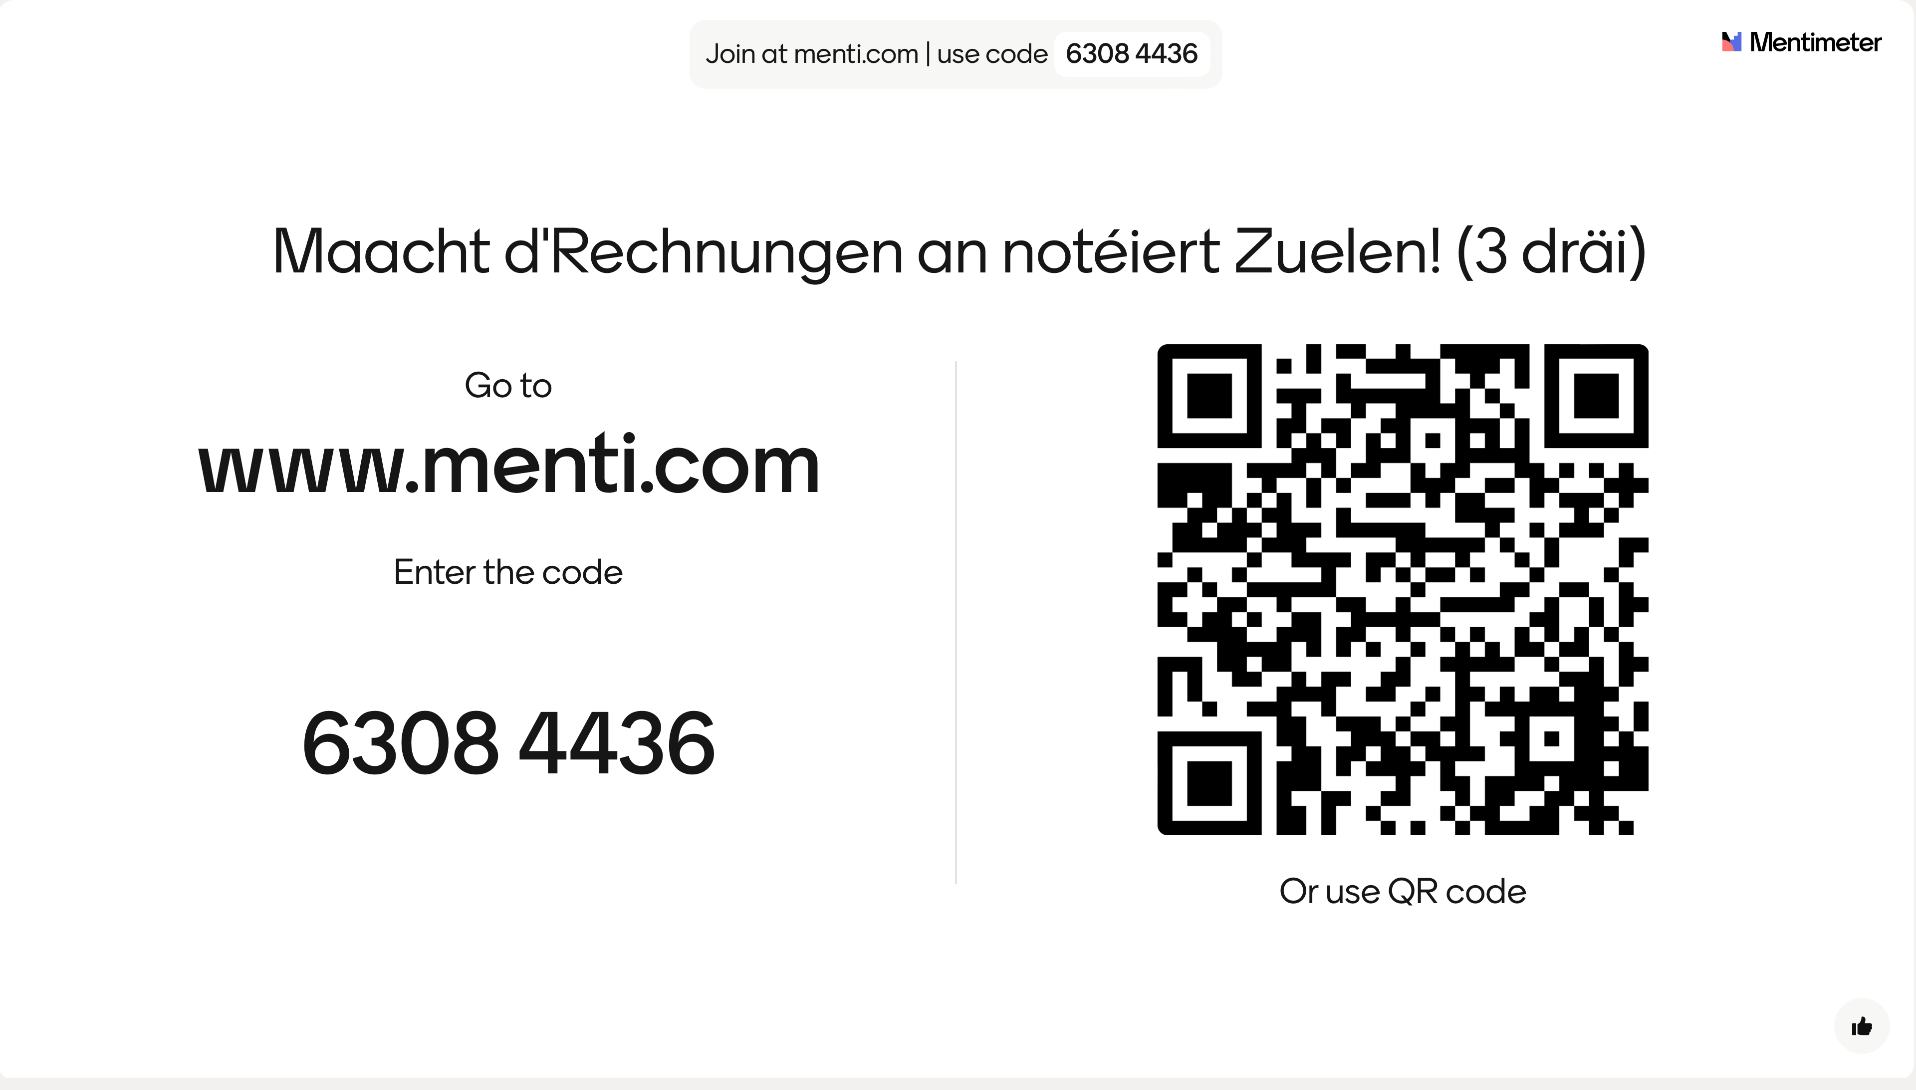 Join at menti.com | use code 6308 4436
Mentimeter
Maacht d'Rechnungen an notéiert Zuelen! (3 dräi)
Go to
www.menti.com
Enter the code
6308 4436
Or use QR code